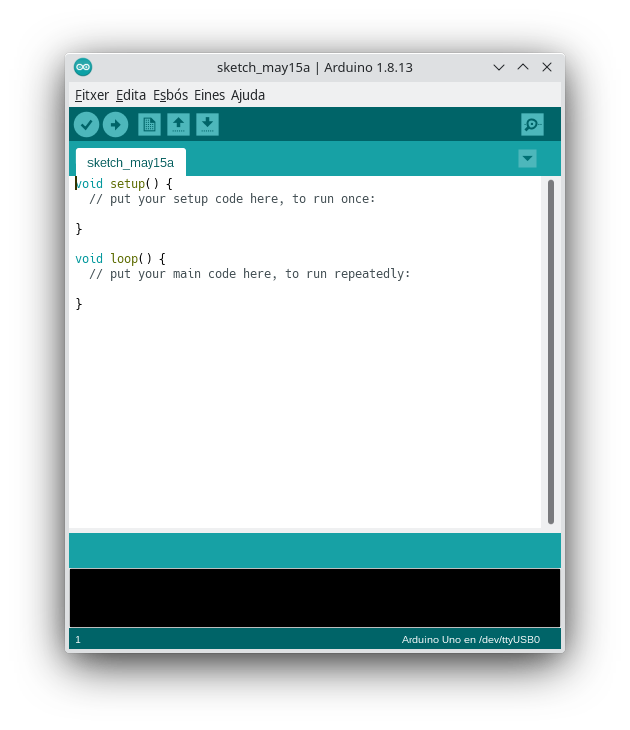 sketch_may15a | Arduino 1.8.13
Fitxer Edita Esbós Eines Ajuda
sketch_may15a
void setup() {
  // put your setup code here, to run once:
}
void loop() {
  // put your main code here, to run repeatedly:
}
1 Arduino Uno en /dev/ttyUSB0